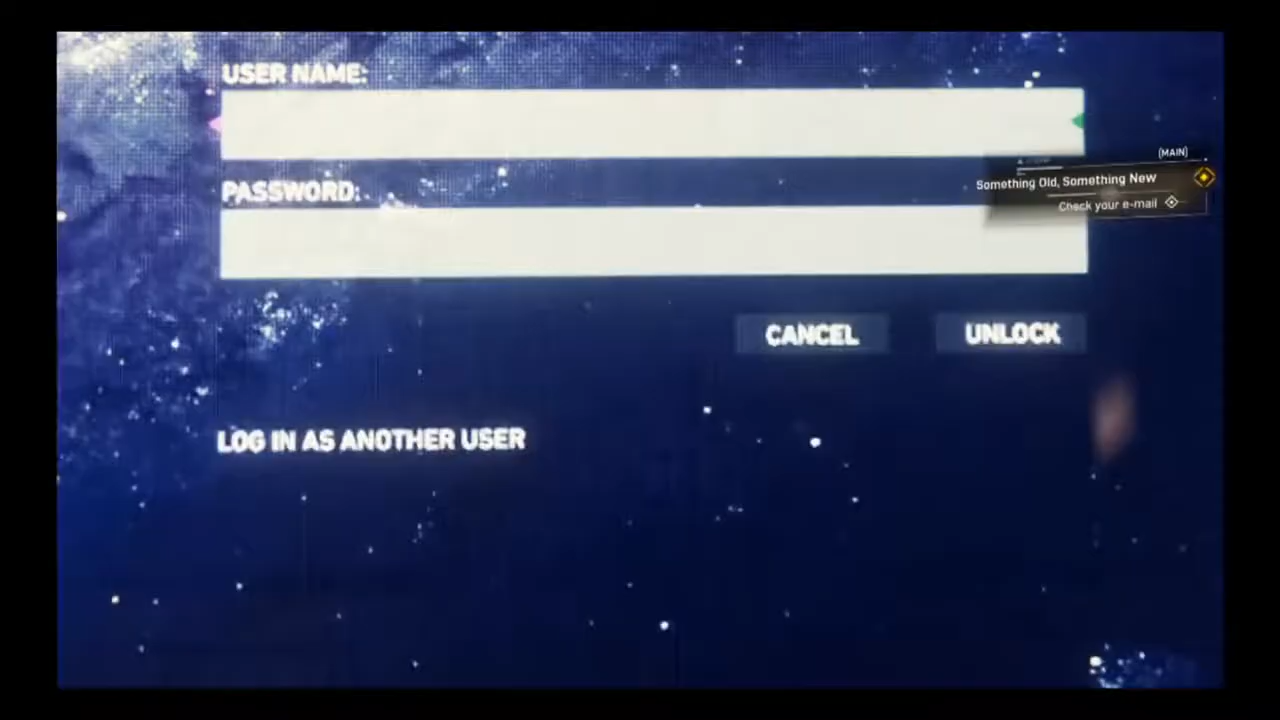 USER NAME:
(MAIN)
Something Old, Something New
PASSWORD:
Check your e-mail
CANCEL
UNLOCK
LOG IN AS ANOTHER USER